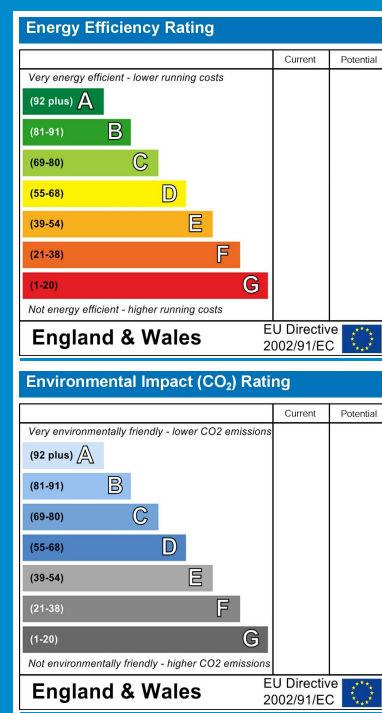 Energy Efficiency Rating
Current Potential
Very energy efficient - lower running costs
(92 plus) A
(81-91) B
(69-80) C
(55-68) D
(39-54) E
(21-38) F
(1-20) G
Not energy efficient - higher running costs
England & Wales EU Directive 2002/91/EC
Environmental Impact (CO₂) Rating
Current Potential
Very environmentally friendly - lower CO2 emissions
(92 plus) A
(81-91) B
(69-80) C
(55-68) D
(39-54) E
(21-38) F
(1-20) G
Not environmentally friendly - higher CO2 emissions
England & Wales EU Directive 2002/91/EC